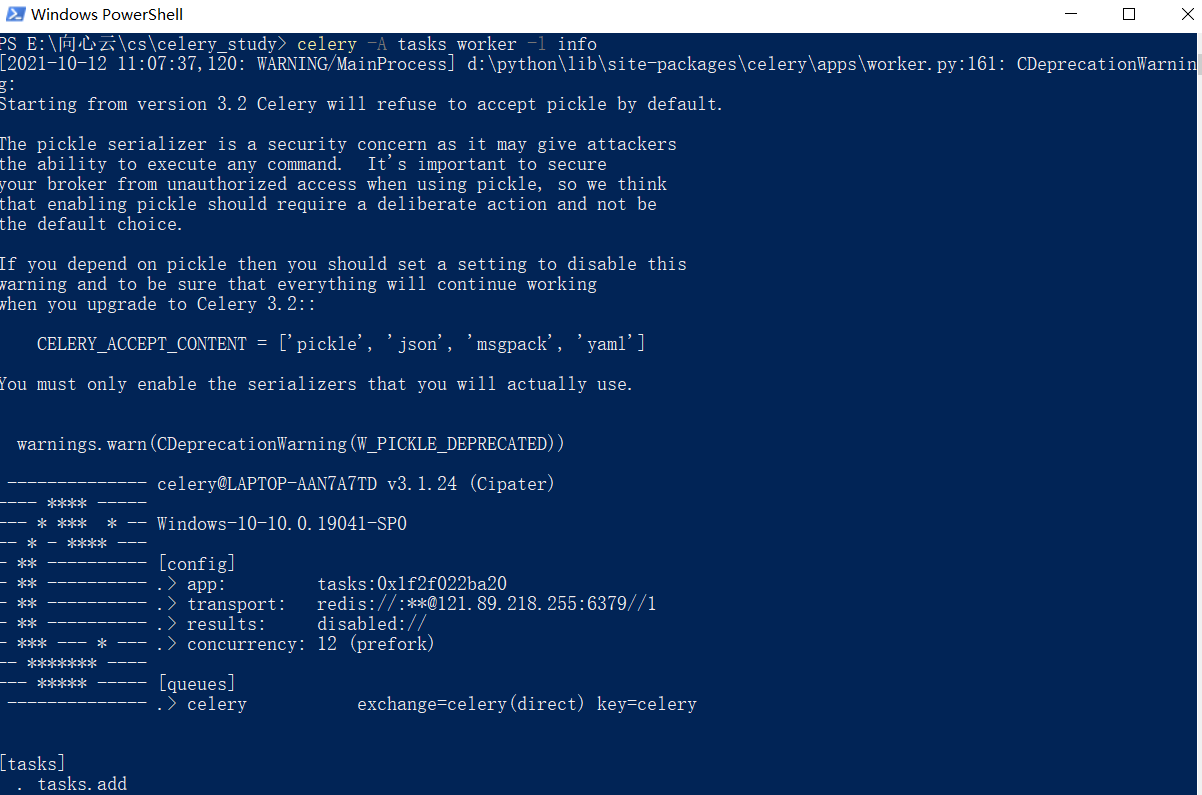 Windows PowerShell
PS E:\向心云\cs\celery_study> celery -A tasks worker -l info
[2021-10-12 11:07:37,120: WARNING/MainProcess] d:\python\lib\site-packages\celery\apps\worker.py:161: CDeprecationWarnin
g:
Starting from version 3.2 Celery will refuse to accept pickle by default.
The pickle serializer is a security concern as it may give attackers
the ability to execute any command.  It's important to secure
your broker from unauthorized access when using pickle, so we think
that enabling pickle should require a deliberate action and not be
the default choice.
If you depend on pickle then you should set a setting to disable this
warning and to be sure that everything will continue working
when you upgrade to Celery 3.2::
    CELERY_ACCEPT_CONTENT = ['pickle', 'json', 'msgpack', 'yaml']
You must only enable the serializers that you will actually use.
  warnings.warn(CDeprecationWarning(W_PICKLE_DEPRECATED))
 -------------- celery@LAPTOP-AAN7A7TD v3.1.24 (Cipater)
---- **** -----
--- * ***  * -- Windows-10-10.0.19041-SP0
-- * - **** ---
- ** ---------- [config]
- ** ---------- .> app:         tasks:0x1f2f022ba20
- ** ---------- .> transport:   redis://:**@121.89.218.255:6379//1
- ** ---------- .> results:     disabled://
- *** --- * --- .> concurrency: 12 (prefork)
-- ******* ----
--- ***** ----- [queues]
 -------------- .> celery           exchange=celery(direct) key=celery
[tasks]
  . tasks.add